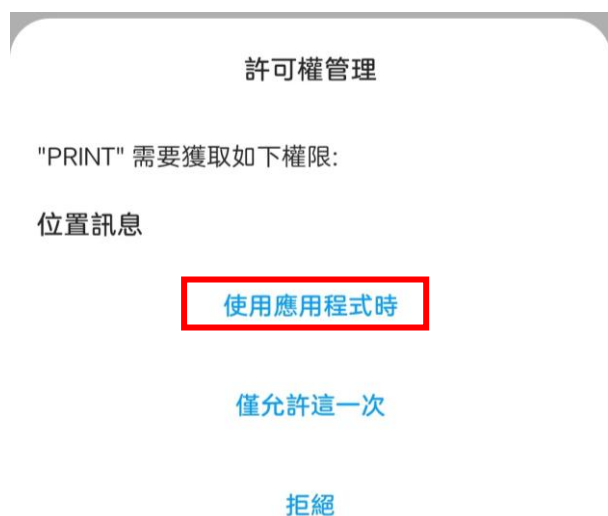 許可權管理
"PRINT" 需要獲取如下權限:
位置訊息
使用應用程式時
僅允許這一次
拒絕